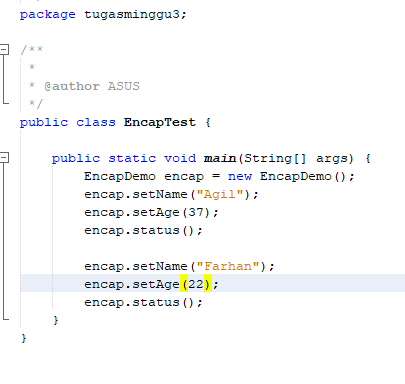 package tugasminggu3;
/**
 *
 * @author ASUS
 */
public class EncapTest {
    public static void main(String[] args) {
        EncapDemo encap = new EncapDemo();
        encap.setName("Agil");
        encap.setAge(37);
        encap.status();
        encap.setName("Farhan");
        encap.setAge(22);
        encap.status();
    }
}